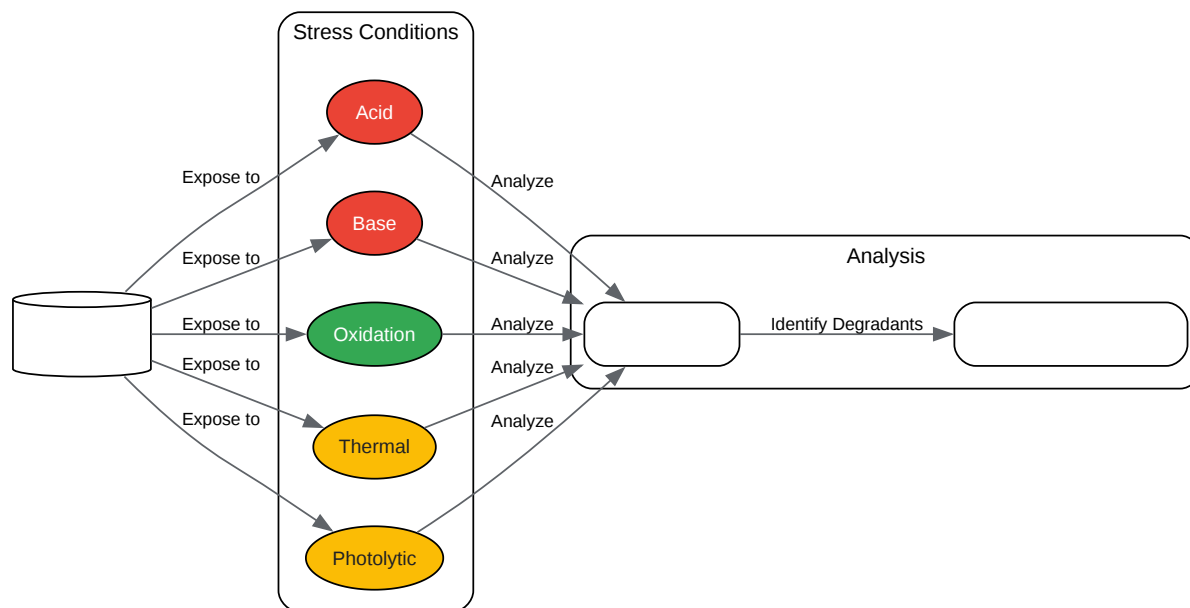 Stress Conditions
Acid
Expose to
Analyze
Base
Expose to
Analyze
Analysis
Expose to
Oxidation
Analyze
Identify Degradants
Expose to
Analyze
Thermal
Expose to
Analyze
Photolytic